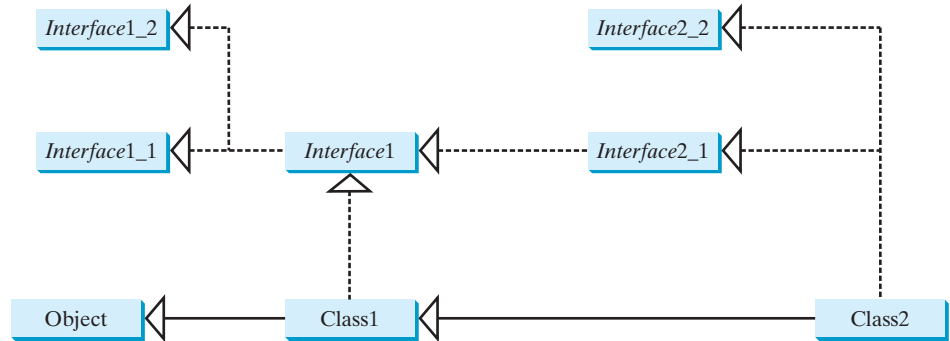 Interface1_2
Interface2_2
Interface1_1
Interface1
Interface2_1
Object
Class1
Class2